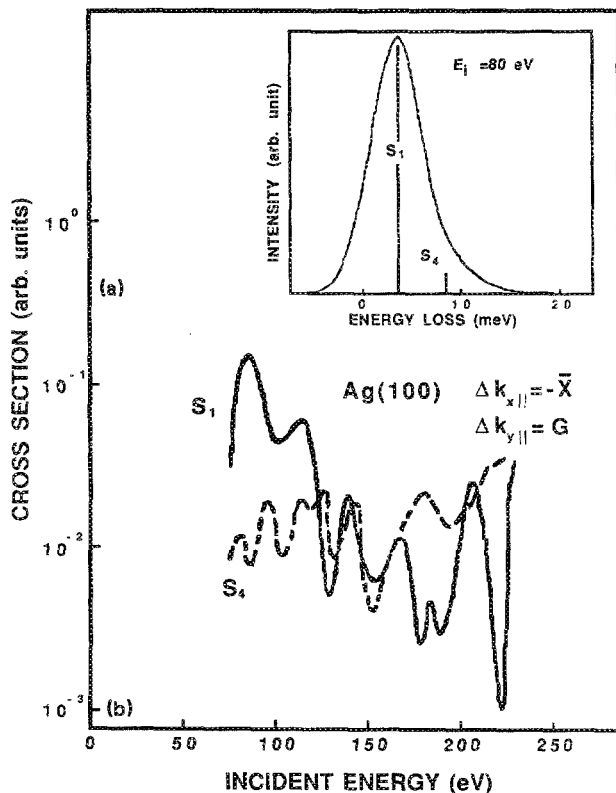 E_i =80 eV
INTENSITY (arb. unit)
S₁
S₄
0 10 20
ENERGY LOSS (meV)
CROSS SECTION (arb. units)
10⁰
(a)
10⁻¹
S₁
Ag(100) Δk_x|| = -X̄
Δk_y|| = G
10⁻²
S₄
10⁻³
(b)
0 50 100 150 200 250
INCIDENT ENERGY (eV)